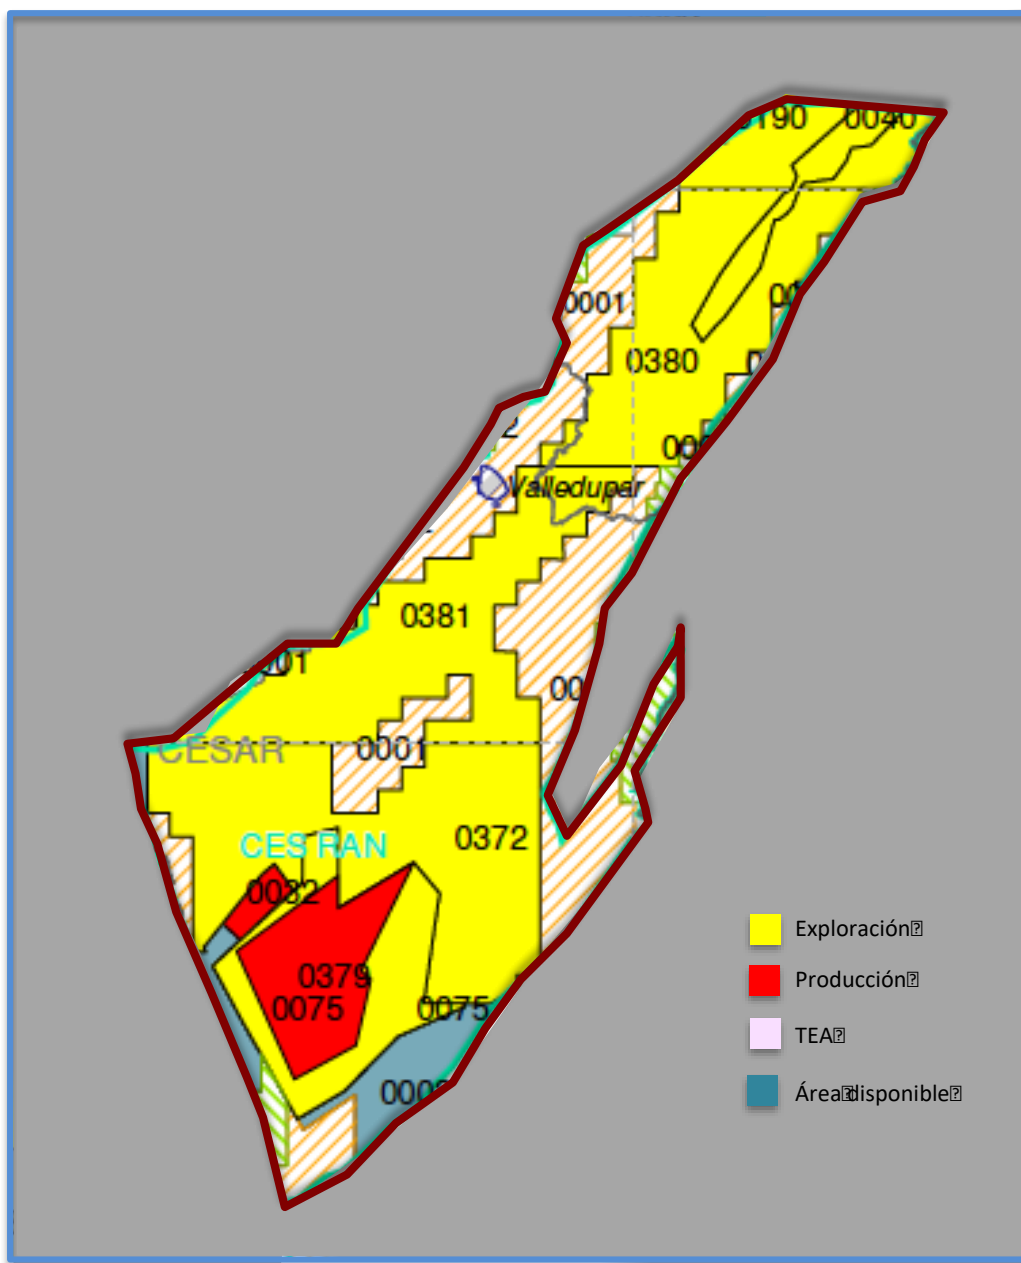 0190 0040
0001
0380
Valledupar
0381
0001
CESAR
0372
CES RAN
0032
0379
0075
0075
Exploración
Producción
TEA
Área disponible